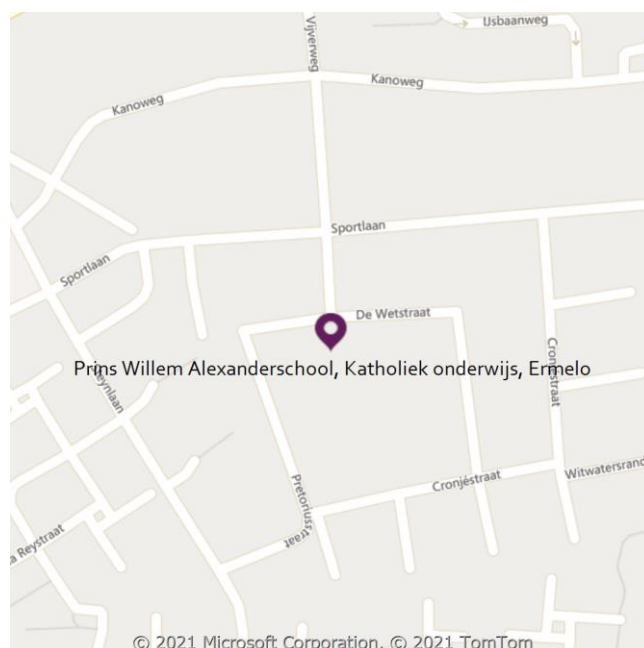 IJsbaanweg
Vijverweg
Kanoweg
Kanoweg
Sportlaan
Sportlaan
De Wetstraat
Prins Willem Alexanderschool, Katholiek onderwijs, Ermelo
Cronjéstraat
Cronjéstraat
Witwatersrand
Pretoriusstraat
a Reystraat
© 2021 Microsoft Corporation, © 2021 TomTom